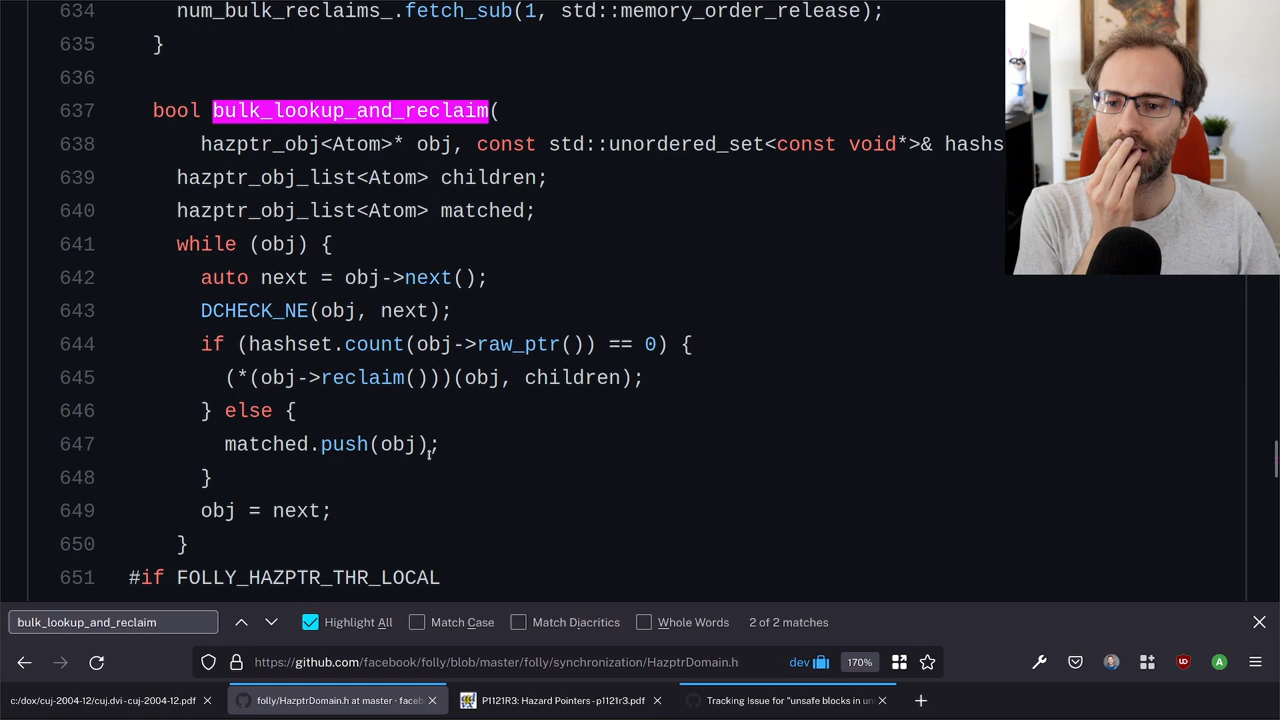 634 num_bulk_reclaims_.fetch_sub(1, std::memory_order_release);
635 }
636
637 bool bulk_lookup_and_reclaim(
638 hazptr_obj<Atom>* obj, const std::unordered_set<const void*>& hashs
639 hazptr_obj_list<Atom> children;
640 hazptr_obj_list<Atom> matched;
641 while (obj) {
642 auto next = obj->next();
643 DCHECK_NE(obj, next);
644 if (hashset.count(obj->raw_ptr()) == 0) {
645 (*(obj->reclaim()))(obj, children);
646 } else {
647 matched.push(obj);
648 }
649 obj = next;
650 }
651 #if FOLLY_HAZPTR_THR_LOCAL
bulk_lookup_and_reclaim Highlight All Match Case Match Diacritics Whole Words 2 of 2 matches
https://github.com/facebook/folly/blob/master/folly/synchronization/HazptrDomain.h dev 170%
c:/dox/cuj-2004-12/cuj.dvi - cuj-2004-12.pdf folly/HazptrDomain.h at master · faceb P1121R3: Hazard Pointers - p1121r3.pdf Tracking Issue for "unsafe blocks in un